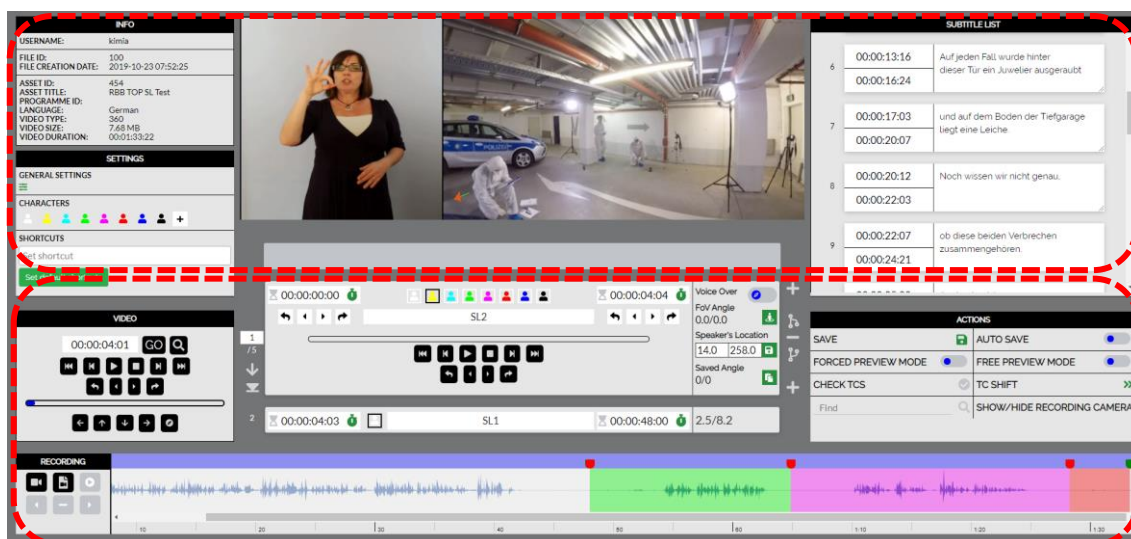 INFO
USERNAME: kimia
FILE ID: 100
FILE CREATION DATE: 2019-10-23 07:52:25
ASSET ID: 454
ASSET TITLE: RBB TOP SL Test
PROGRAMME ID:
LANGUAGE: German
VIDEO TYPE: 360
VIDEO SIZE: 7.68 MB
VIDEO DURATION: 00:01:33:22
SETTINGS
GENERAL SETTINGS
CHARACTERS
+
SHORTCUTS
Set shortcut
POLIZEI
SUBTITLE LIST
6 00:00:13:16 Auf jeden Fall wurde hinter
00:00:16:24 dieser Tür ein Juwelier ausgeraubt
7 00:00:17:03 und auf dem Boden der Tiefgarage
00:00:20:07 liegt eine Leiche.
8 00:00:20:12 Noch wissen wir nicht genau,
00:00:22:03
9 00:00:22:07 ob diese beiden Verbrechen
00:00:24:21 zusammengehören.
VIDEO
00:00:04:01 GO
1
/5
00:00:00:00 00:00:04:04
SL2
Voice Over
FoV Angle
0.0/0.0
Speaker's Location
14.0 258.0
Saved Angle
0/0
2 00:00:04:03 SL1 00:00:48:00 2.5/8.2
ACTIONS
SAVE AUTO SAVE
FORCED PREVIEW MODE FREE PREVIEW MODE
CHECK TCS TC SHIFT
Find SHOW/HIDE RECORDING CAMERA
RECORDING
10 20 30 40 50 60 1:10 1:20 1:30